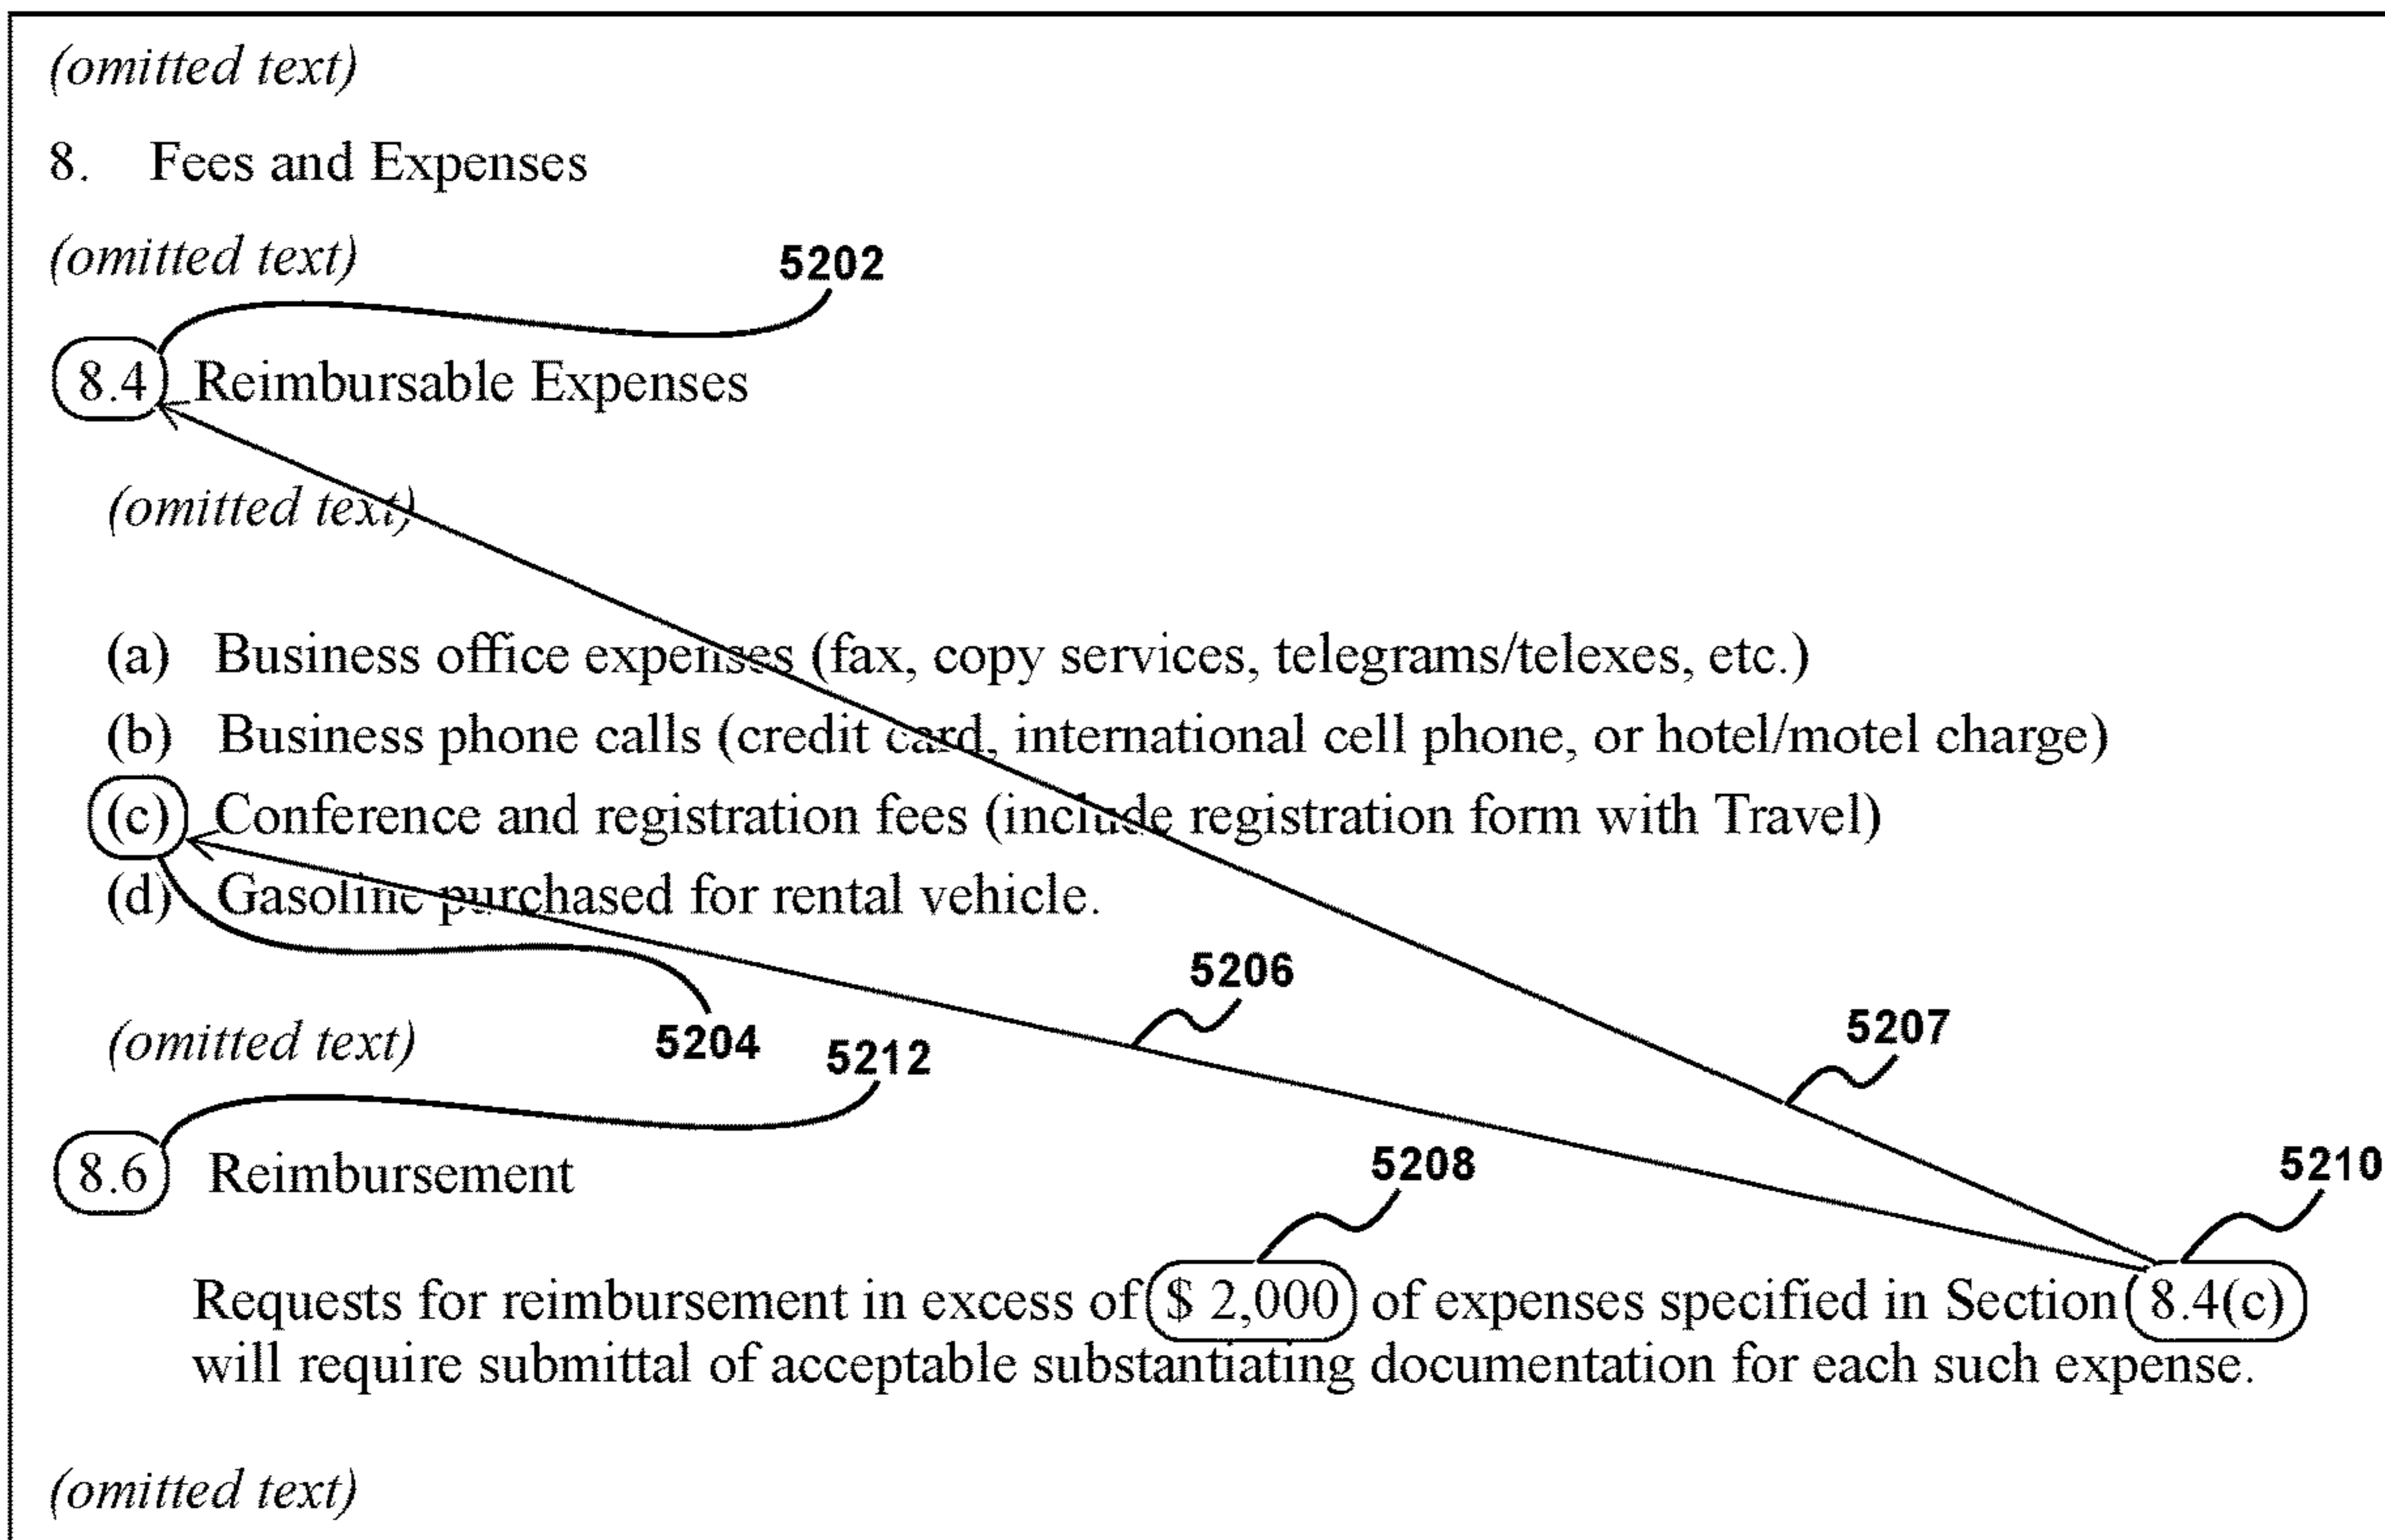 (omitted text)
8. Fees and Expenses
(omitted text)
5202
8.4 Reimbursable Expenses
(omitted text)
(a) Business office expenses (fax, copy services, telegrams/telexes, etc.)
(b) Business phone calls (credit card, international cell phone, or hotel/motel charge)
(c) Conference and registration fees (include registration form with Travel)
(d) Gasoline purchased for rental vehicle.
5206
5207
(omitted text)
5204
5212
8.6 Reimbursement
5208
5210
Requests for reimbursement in excess of $ 2,000 of expenses specified in Section 8.4(c)
will require submittal of acceptable substantiating documentation for each such expense.
(omitted text)